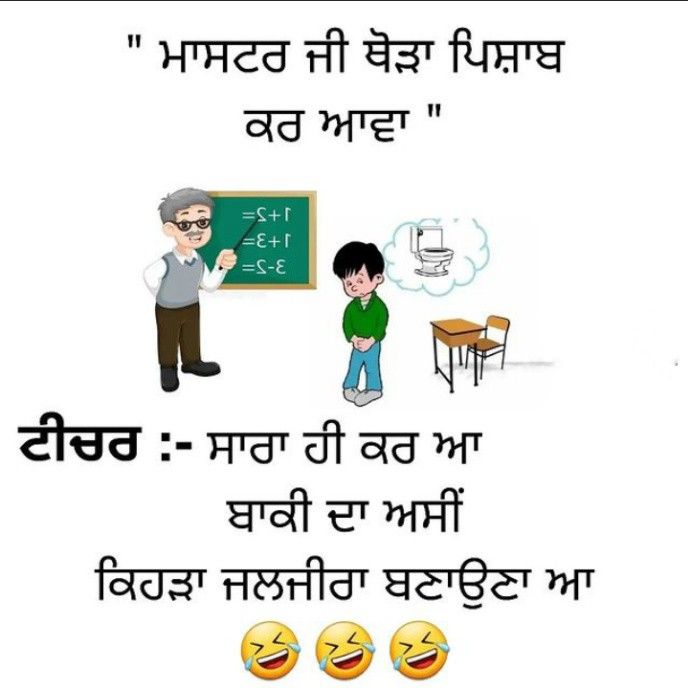 " ਮਾਸਟਰ ਜੀ ਥੋੜਾ ਪਿਸ਼ਾਬ
ਕਰ ਆਵਾ "
1+2=
1+3=
3-2=
ਟੀਚਰ :- ਸਾਰਾ ਹੀ ਕਰ ਆ
ਬਾਕੀ ਦਾ ਅਸੀਂ
ਕਿਹੜਾ ਜਲਜੀਰਾ ਬਣਾਉਣਾ ਆ
🤣🤣🤣